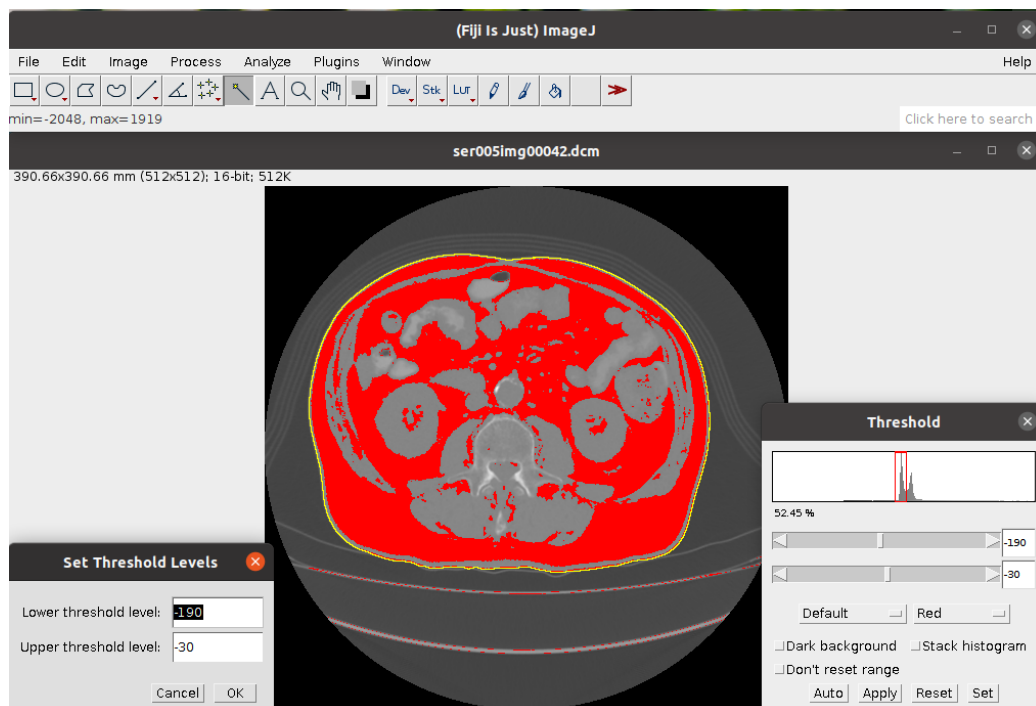 (Fiji Is Just) ImageJ
File Edit Image Process Analyze Plugins Window Help
Dev Stk LUT
min=-2048, max=1919 Click here to search
ser005img00042.dcm
390.66x390.66 mm (512x512); 16-bit; 512K
Threshold
52.45 %
-190
-30
Default Red
Dark background Stack histogram
Don't reset range
Auto Apply Reset Set
Set Threshold Levels
Lower threshold level: -190
Upper threshold level: -30
Cancel OK